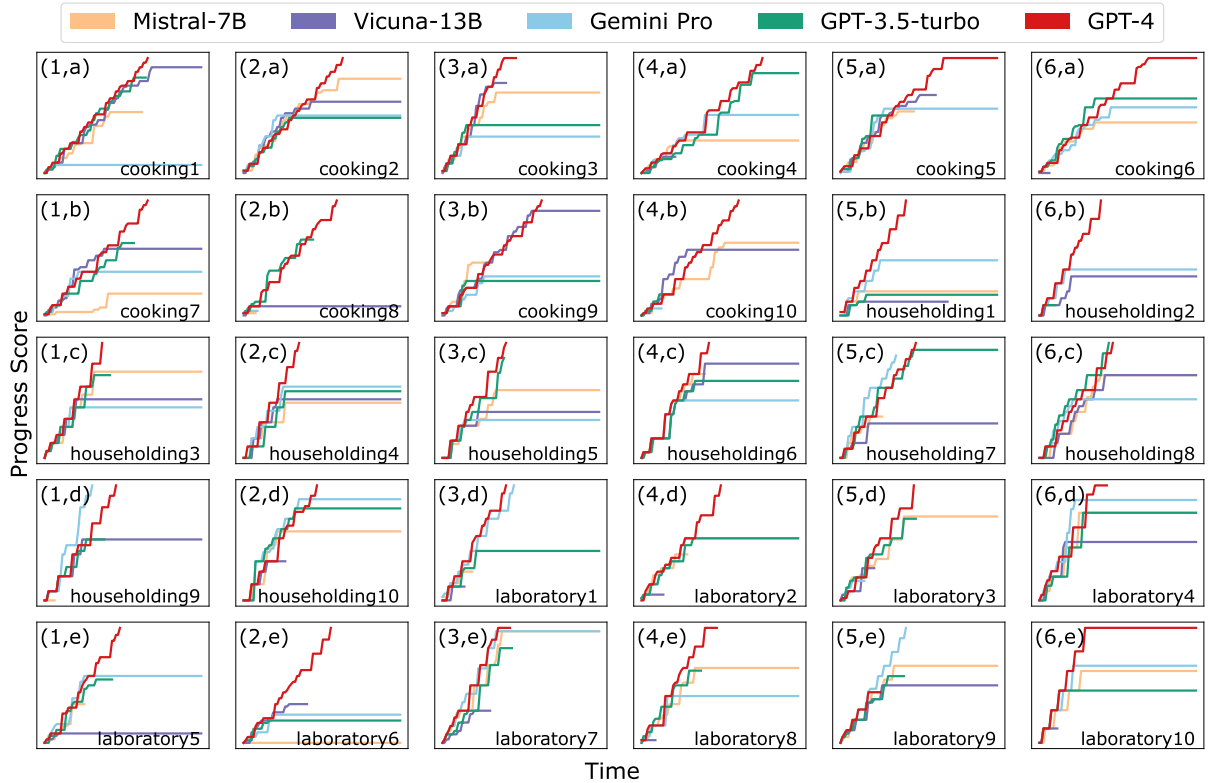 Mistral-7B Vicuna-13B Gemini Pro GPT-3.5-turbo GPT-4
(1,a) (2,a) (3,a) (4,a) (5,a) (6,a)
cooking1 cooking2 cooking3 cooking4 cooking5 cooking6
(1,b) (2,b) (3,b) (4,b) (5,b) (6,b)
cooking7 cooking8 cooking9 cooking10 householding1 householding2
(1,c) (2,c) (3,c) (4,c) (5,c) (6,c)
householding3 householding4 householding5 householding6 householding7 householding8
(1,d) (2,d) (3,d) (4,d) (5,d) (6,d)
householding9 householding10 laboratory1 laboratory2 laboratory3 laboratory4
(1,e) (2,e) (3,e) (4,e) (5,e) (6,e)
laboratory5 laboratory6 laboratory7 laboratory8 laboratory9 laboratory10
Progress Score
Time